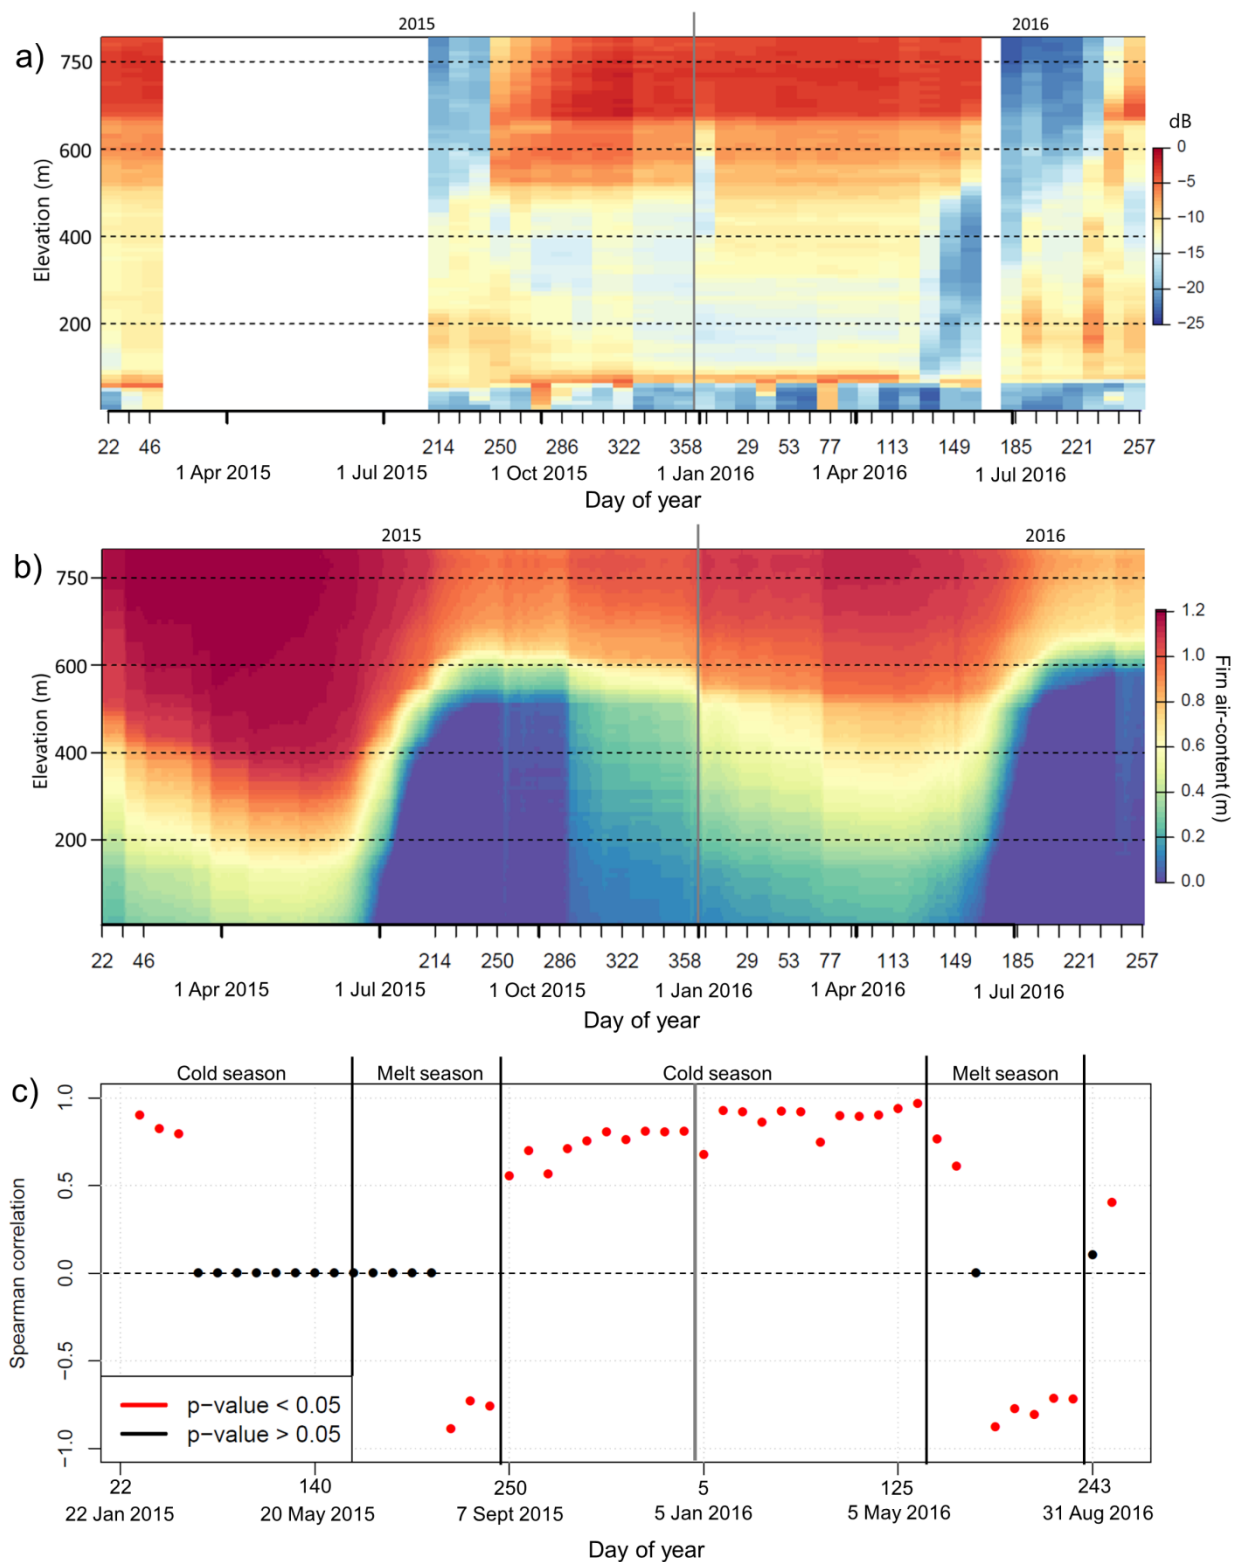 2015 2016
a)
750
600
400
200
Elevation (m)
dB
0
−5
−10
−15
−20
−25
22 46 214 250 286 322 358 29 53 77 113 149 185 221 257
1 Apr 2015 1 Jul 2015 1 Oct 2015 1 Jan 2016 1 Apr 2016 1 Jul 2016
Day of year
2015 2016
b)
750
600
400
200
Elevation (m)
1.2
1.0
0.8
0.6
0.4
0.2
0.0
Firn air-content (m)
22 46 214 250 286 322 358 29 53 77 113 149 185 221 257
1 Apr 2015 1 Jul 2015 1 Oct 2015 1 Jan 2016 1 Apr 2016 1 Jul 2016
Day of year
c)
Cold season Melt season Cold season Melt season
1.0
0.5
0.0
−0.5
−1.0
Spearman correlation
p−value < 0.05
p−value > 0.05
22 140 250 5 125 243
22 Jan 2015 20 May 2015 7 Sept 2015 5 Jan 2016 5 May 2016 31 Aug 2016
Day of year